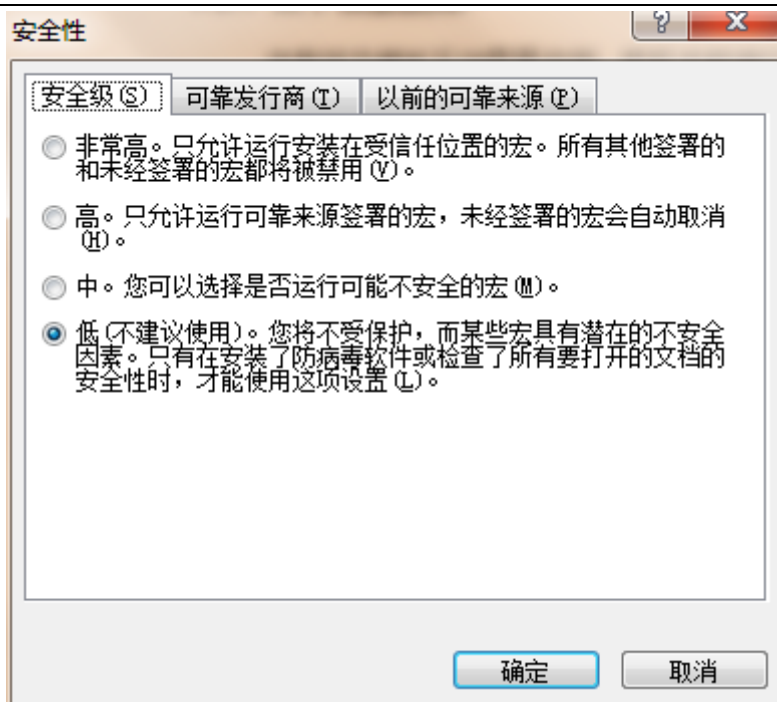 安全性
安全级(S)
可靠发行商(T)
以前的可靠来源(P)
非常高。只允许运行安装在受信任位置的宏。所有其他签署的
和未经签署的宏都将被禁用(V)。
高。只允许运行可靠来源签署的宏，未经签署的宏会自动取消
(H)。
中。您可以选择是否运行可能不安全的宏(M)。
低(不建议使用)。您将不受保护，而某些宏具有潜在的不安全
因素。只有在安装了防病毒软件或检查了所有要打开的文档的
安全性时，才能使用这项设置(L)。
确定
取消